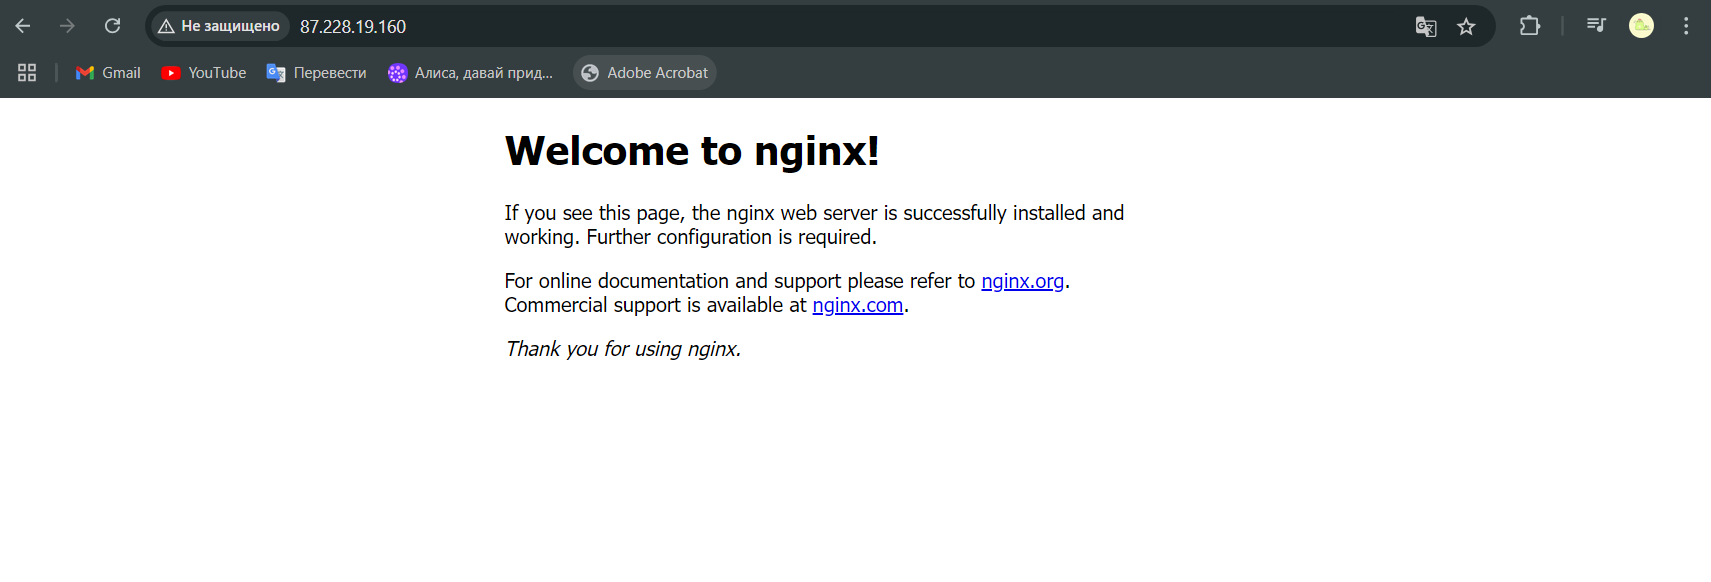 Не защищено 87.228.19.160
Gmail YouTube Перевести Алиса, давай прид... Adobe Acrobat
Welcome to nginx!
If you see this page, the nginx web server is successfully installed and
working. Further configuration is required.
For online documentation and support please refer to nginx.org.
Commercial support is available at nginx.com.
Thank you for using nginx.